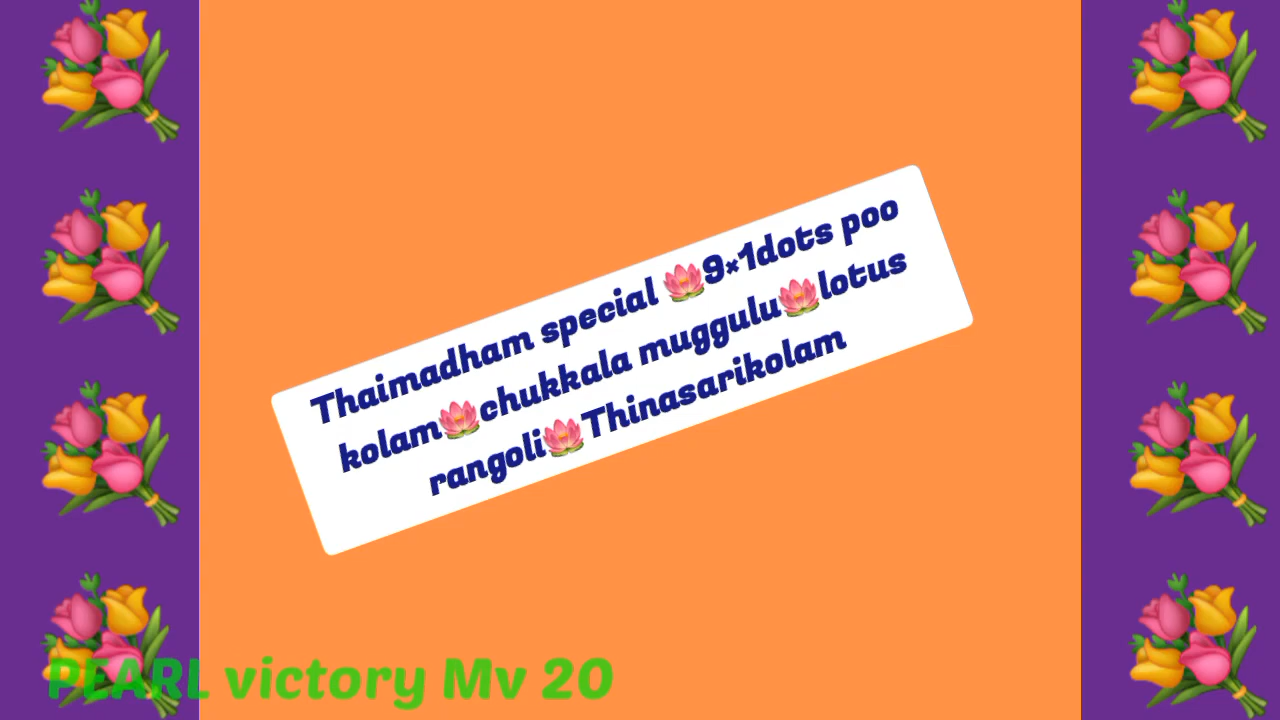 Thaimadham special 🪷9×1dots poo
kolam🪷chukkala muggulu🪷lotus
rangoli🪷Thinasarikolam
PEARL victory Mv 20